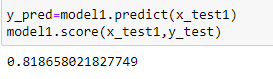 y_pred=model1.predict(x_test1)
model1.score(x_test1,y_test)
0.818658021827749